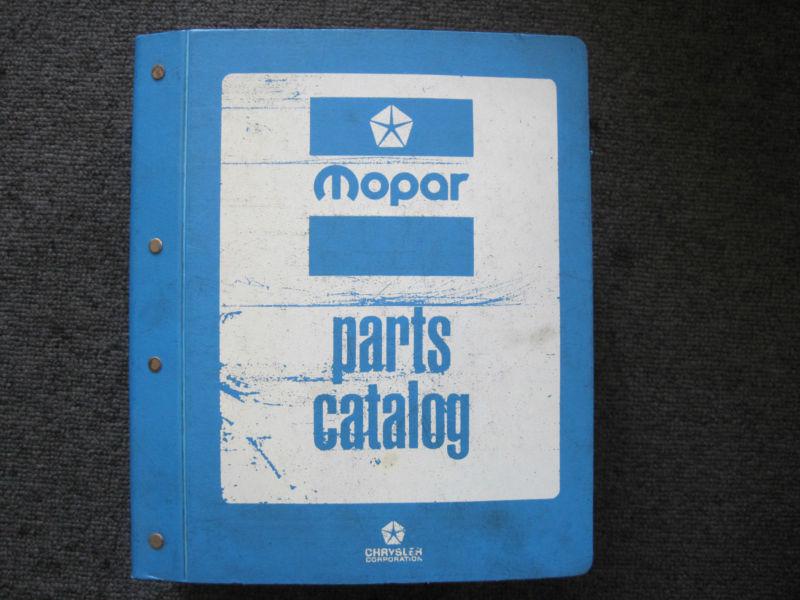 mopar
parts
catalog
CHRYSLER
CORPORATION